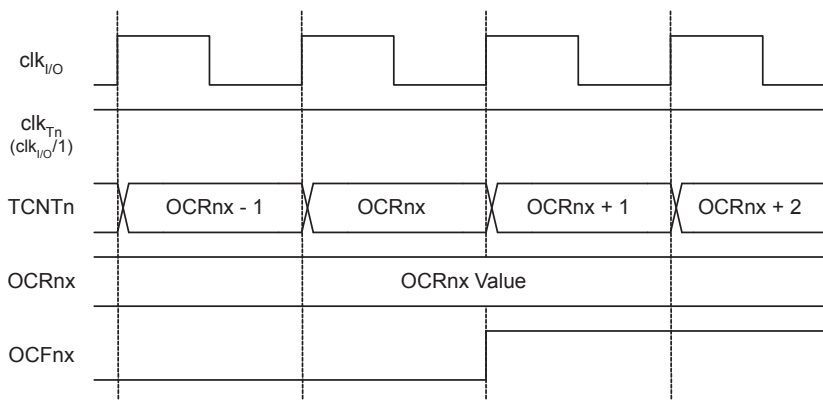 clkI/O
clkTn
(clkI/O/1)
TCNTn OCRnx - 1 OCRnx OCRnx + 1 OCRnx + 2
OCRnx OCRnx Value
OCFnx